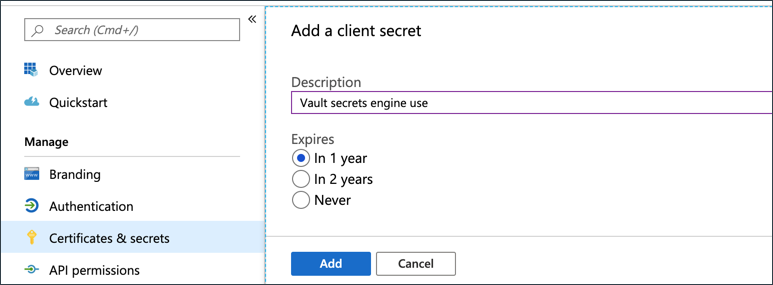 Search (Cmd+/)
«
Overview
Quickstart
Manage
Branding
Authentication
Certificates & secrets
API permissions
Add a client secret
Description
Vault secrets engine use
Expires
In 1 year
In 2 years
Never
Add
Cancel